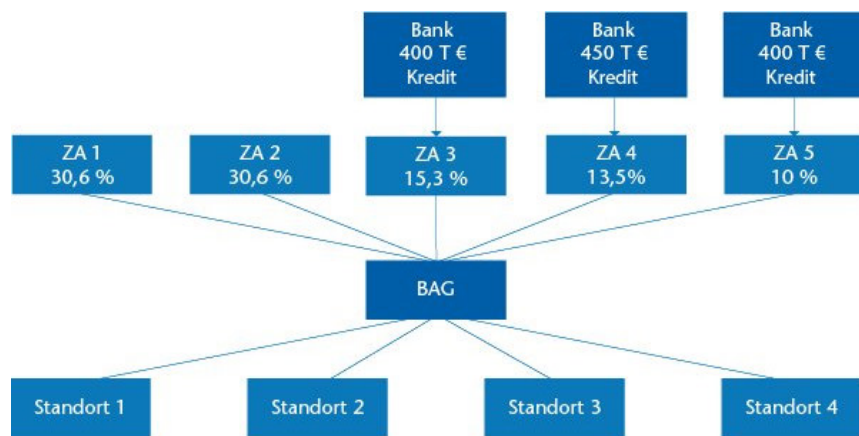 Bank
400 T €
Kredit
Bank
450 T €
Kredit
Bank
400 T €
Kredit
ZA 1
30,6 %
ZA 2
30,6 %
ZA 3
15,3 %
ZA 4
13,5%
ZA 5
10 %
BAG
Standort 1
Standort 2
Standort 3
Standort 4